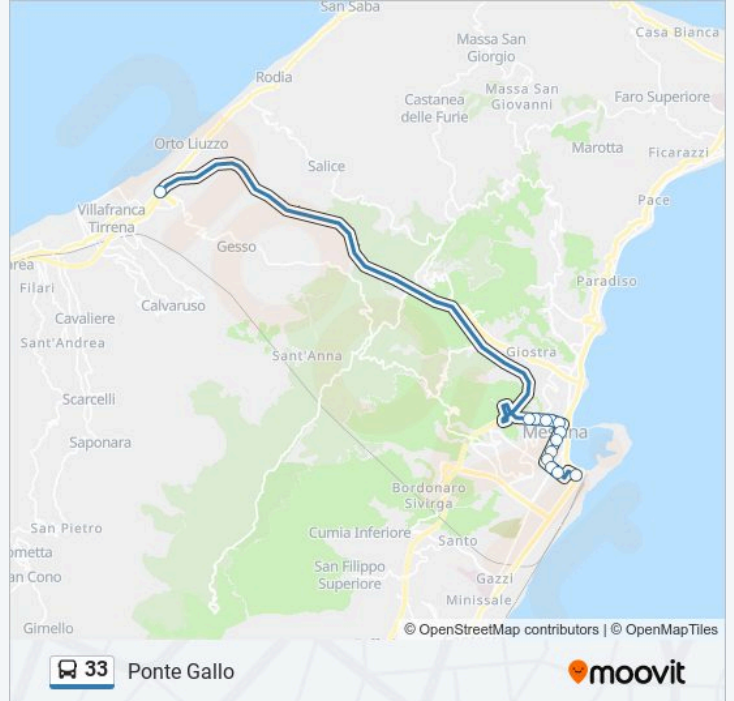 San Saba
Casa Bianca
Massa San
Giorgio
Rodia
Massa San
Giovanni
Castanea
delle Furie
Faro Superiore
Orto Liuzzo
Marotta
Ficarazzi
Salice
Pace
Villafranca
Tirrena
Gesso
area
Paradiso
Filari
Calvaruso
Cavaliere
Sant'Andrea
Sant'Anna
Giostra
Scarcelli
Messina
Saponara
Bordonaro
Sivirga
San Pietro
Cumia Inferiore
Santo
ometta
San Filippo
Superiore
an Cono
Gazzi
Minissale
Gimello
© OpenStreetMap contributors | © OpenMapTiles
33 Ponte Gallo
moovit